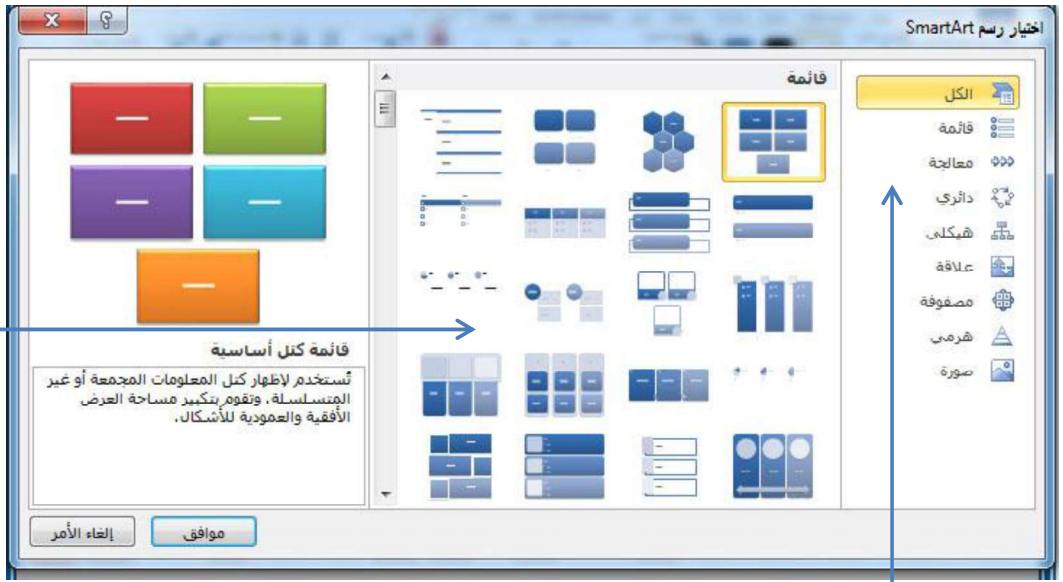 اختيار رسم SmartArt
الكل
قائمة
معالجة
دائري
هيكلي
علاقة
مصفوفة
هرمي
صورة
قائمة
قائمة كتل أساسية
تُستخدم لإظهار كتل المعلومات المجمعة أو غير
المتسلسلة. وتقوم بتكبير مساحة العرض
الأفقية والعمودية للأشكال.
موافق
إلغاء الأمر